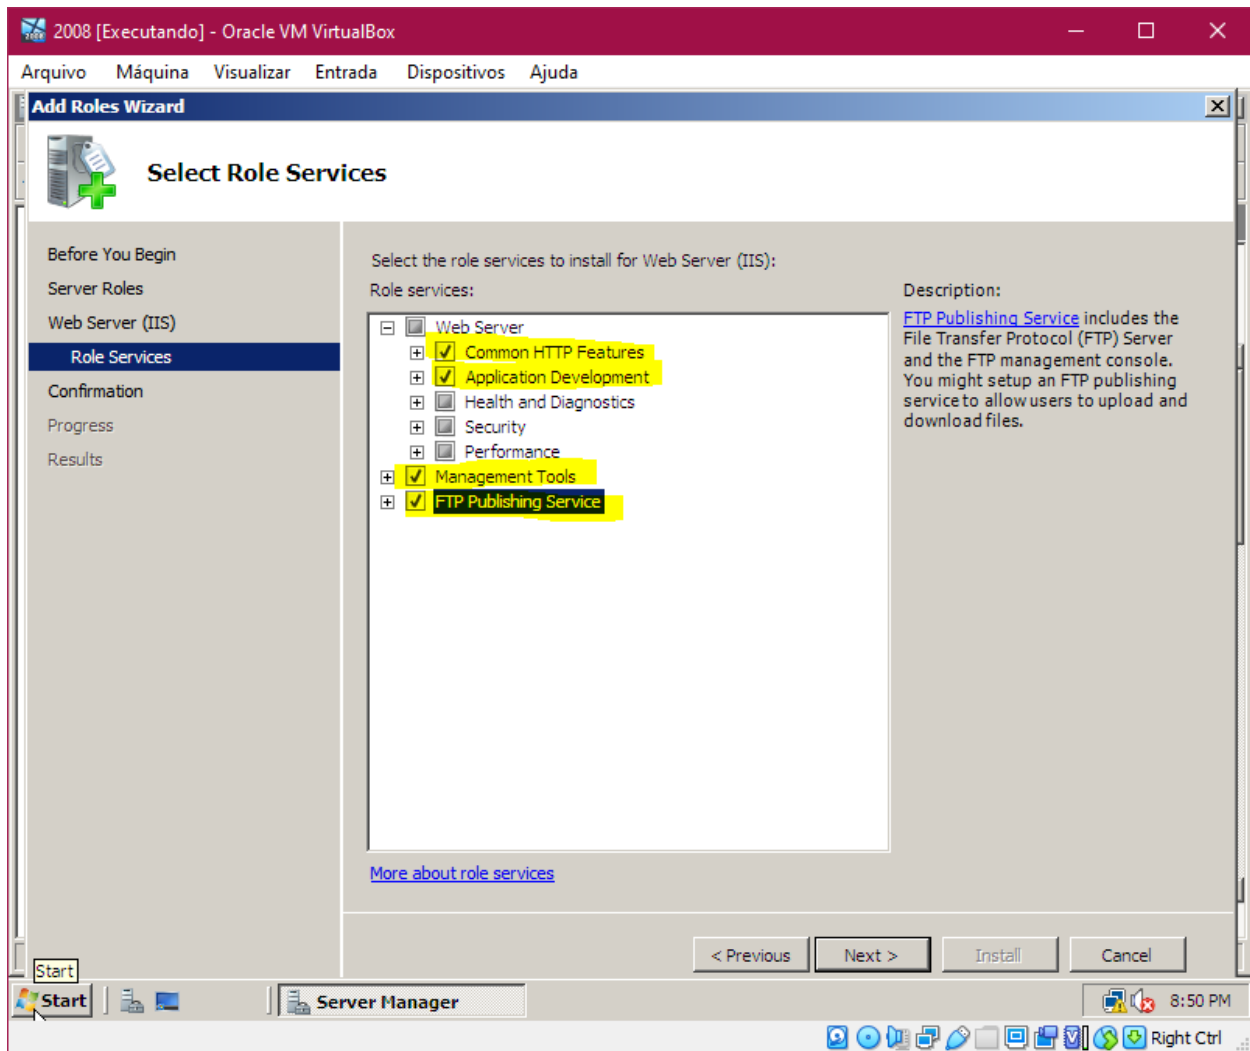 2008 [Executando] - Oracle VM VirtualBox
Arquivo Máquina Visualizar Entrada Dispositivos Ajuda
Add Roles Wizard
Select Role Services
Before You Begin
Server Roles
Web Server (IIS)
Role Services
Confirmation
Progress
Results
Select the role services to install for Web Server (IIS):
Role services:
Web Server
Common HTTP Features
Application Development
Health and Diagnostics
Security
Performance
Management Tools
FTP Publishing Service
More about role services
Description:
FTP Publishing Service includes the
File Transfer Protocol (FTP) Server
and the FTP management console.
You might setup an FTP publishing
service to allow users to upload and
download files.
< Previous Next > Install Cancel
Start
Start Server Manager 8:50 PM
Right Ctrl